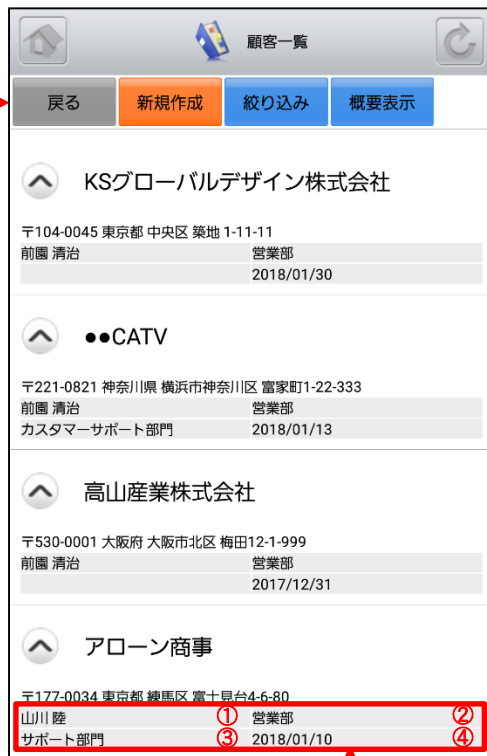 顧客一覧
戻る 新規作成 絞り込み 概要表示
KSグローバルデザイン株式会社
〒104-0045 東京都 中央区 築地 1-11-11
前園 清治 営業部
2018/01/30
●●CATV
〒221-0821 神奈川県 横浜市神奈川区 富家町1-22-333
前園 清治 営業部
カスタマーサポート部門 2018/01/13
高山産業株式会社
〒530-0001 大阪府 大阪市北区 梅田12-1-999
前園 清治 営業部
2017/12/31
アローン商事
〒177-0034 東京都 練馬区 富士見台4-6-80
山川 陸 ① 営業部 ②
サポート部門 ③ 2018/01/10 ④